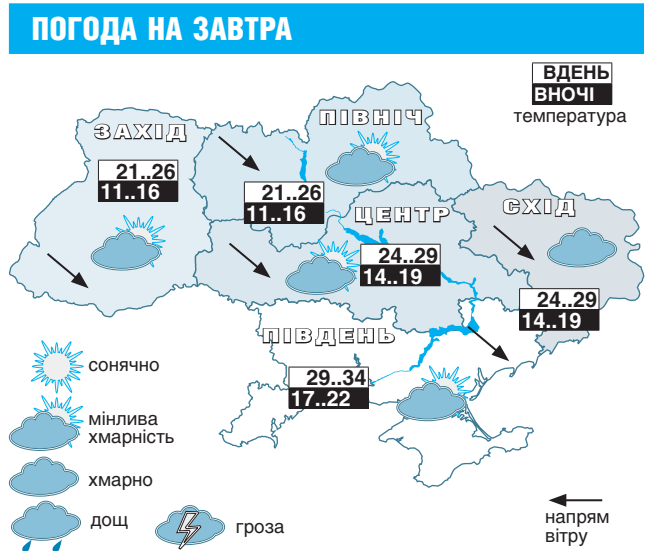 ПОГОДА НА ЗАВТРА
ВДЕНЬ
ВНОЧІ
температура
ЗАХІД
21..26
11..16
ПІВНІЧ
21..26
11..16
ЦЕНТР
24..29
14..19
СХІД
24..29
14..19
ПІВДЕНЬ
29..34
17..22
сонячно
мінлива
хмарність
хмарно
дощ
гроза
напрям
вітру